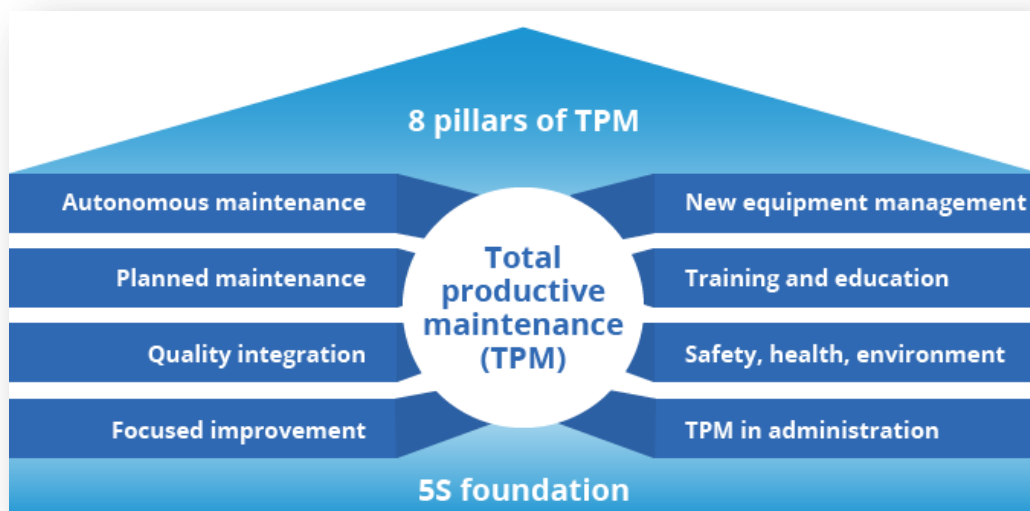 8 pillars of TPM
Autonomous maintenance
Planned maintenance
Quality integration
Focused improvement
Total
productive
maintenance
(TPM)
New equipment management
Training and education
Safety, health, environment
TPM in administration
5S foundation